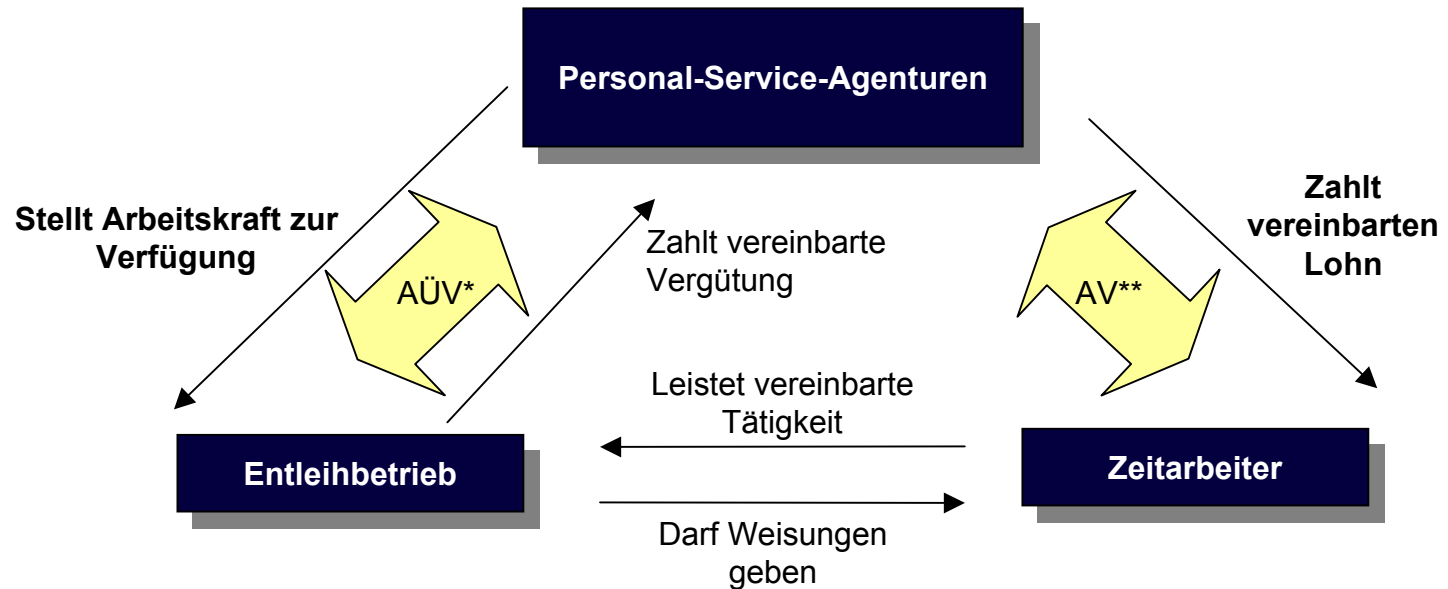 Personal-Service-Agenturen
Stellt Arbeitskraft zur
Verfügung
AÜV*
Zahlt vereinbarte
Vergütung
AV**
Zahlt
vereinbarten
Lohn
Leistet vereinbarte
Tätigkeit
Entleihbetrieb
Zeitarbeiter
Darf Weisungen
geben